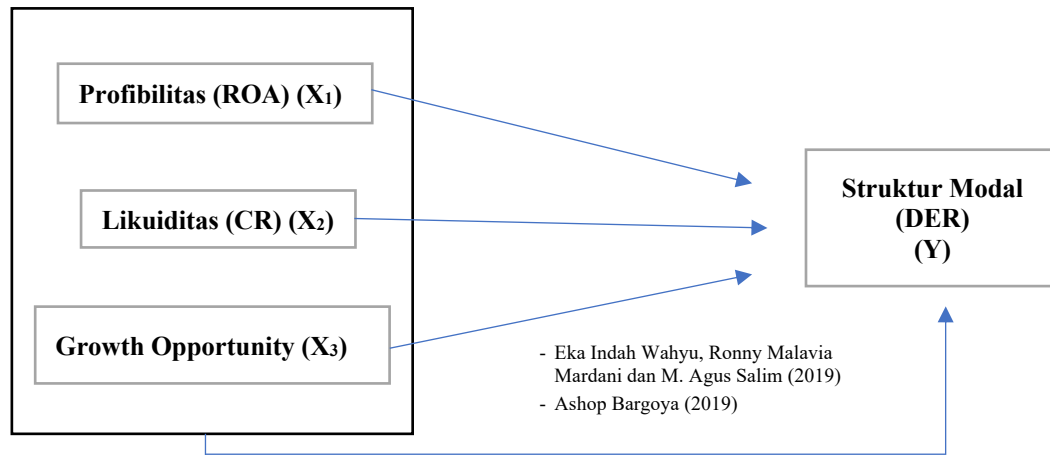 Profibilitas (ROA) (X₁)
Likuiditas (CR) (X₂)
Growth Opportunity (X₃)
Struktur Modal
(DER)
(Y)
- Eka Indah Wahyu, Ronny Malavia
Mardani dan M. Agus Salim (2019)
- Ashop Bargoya (2019)